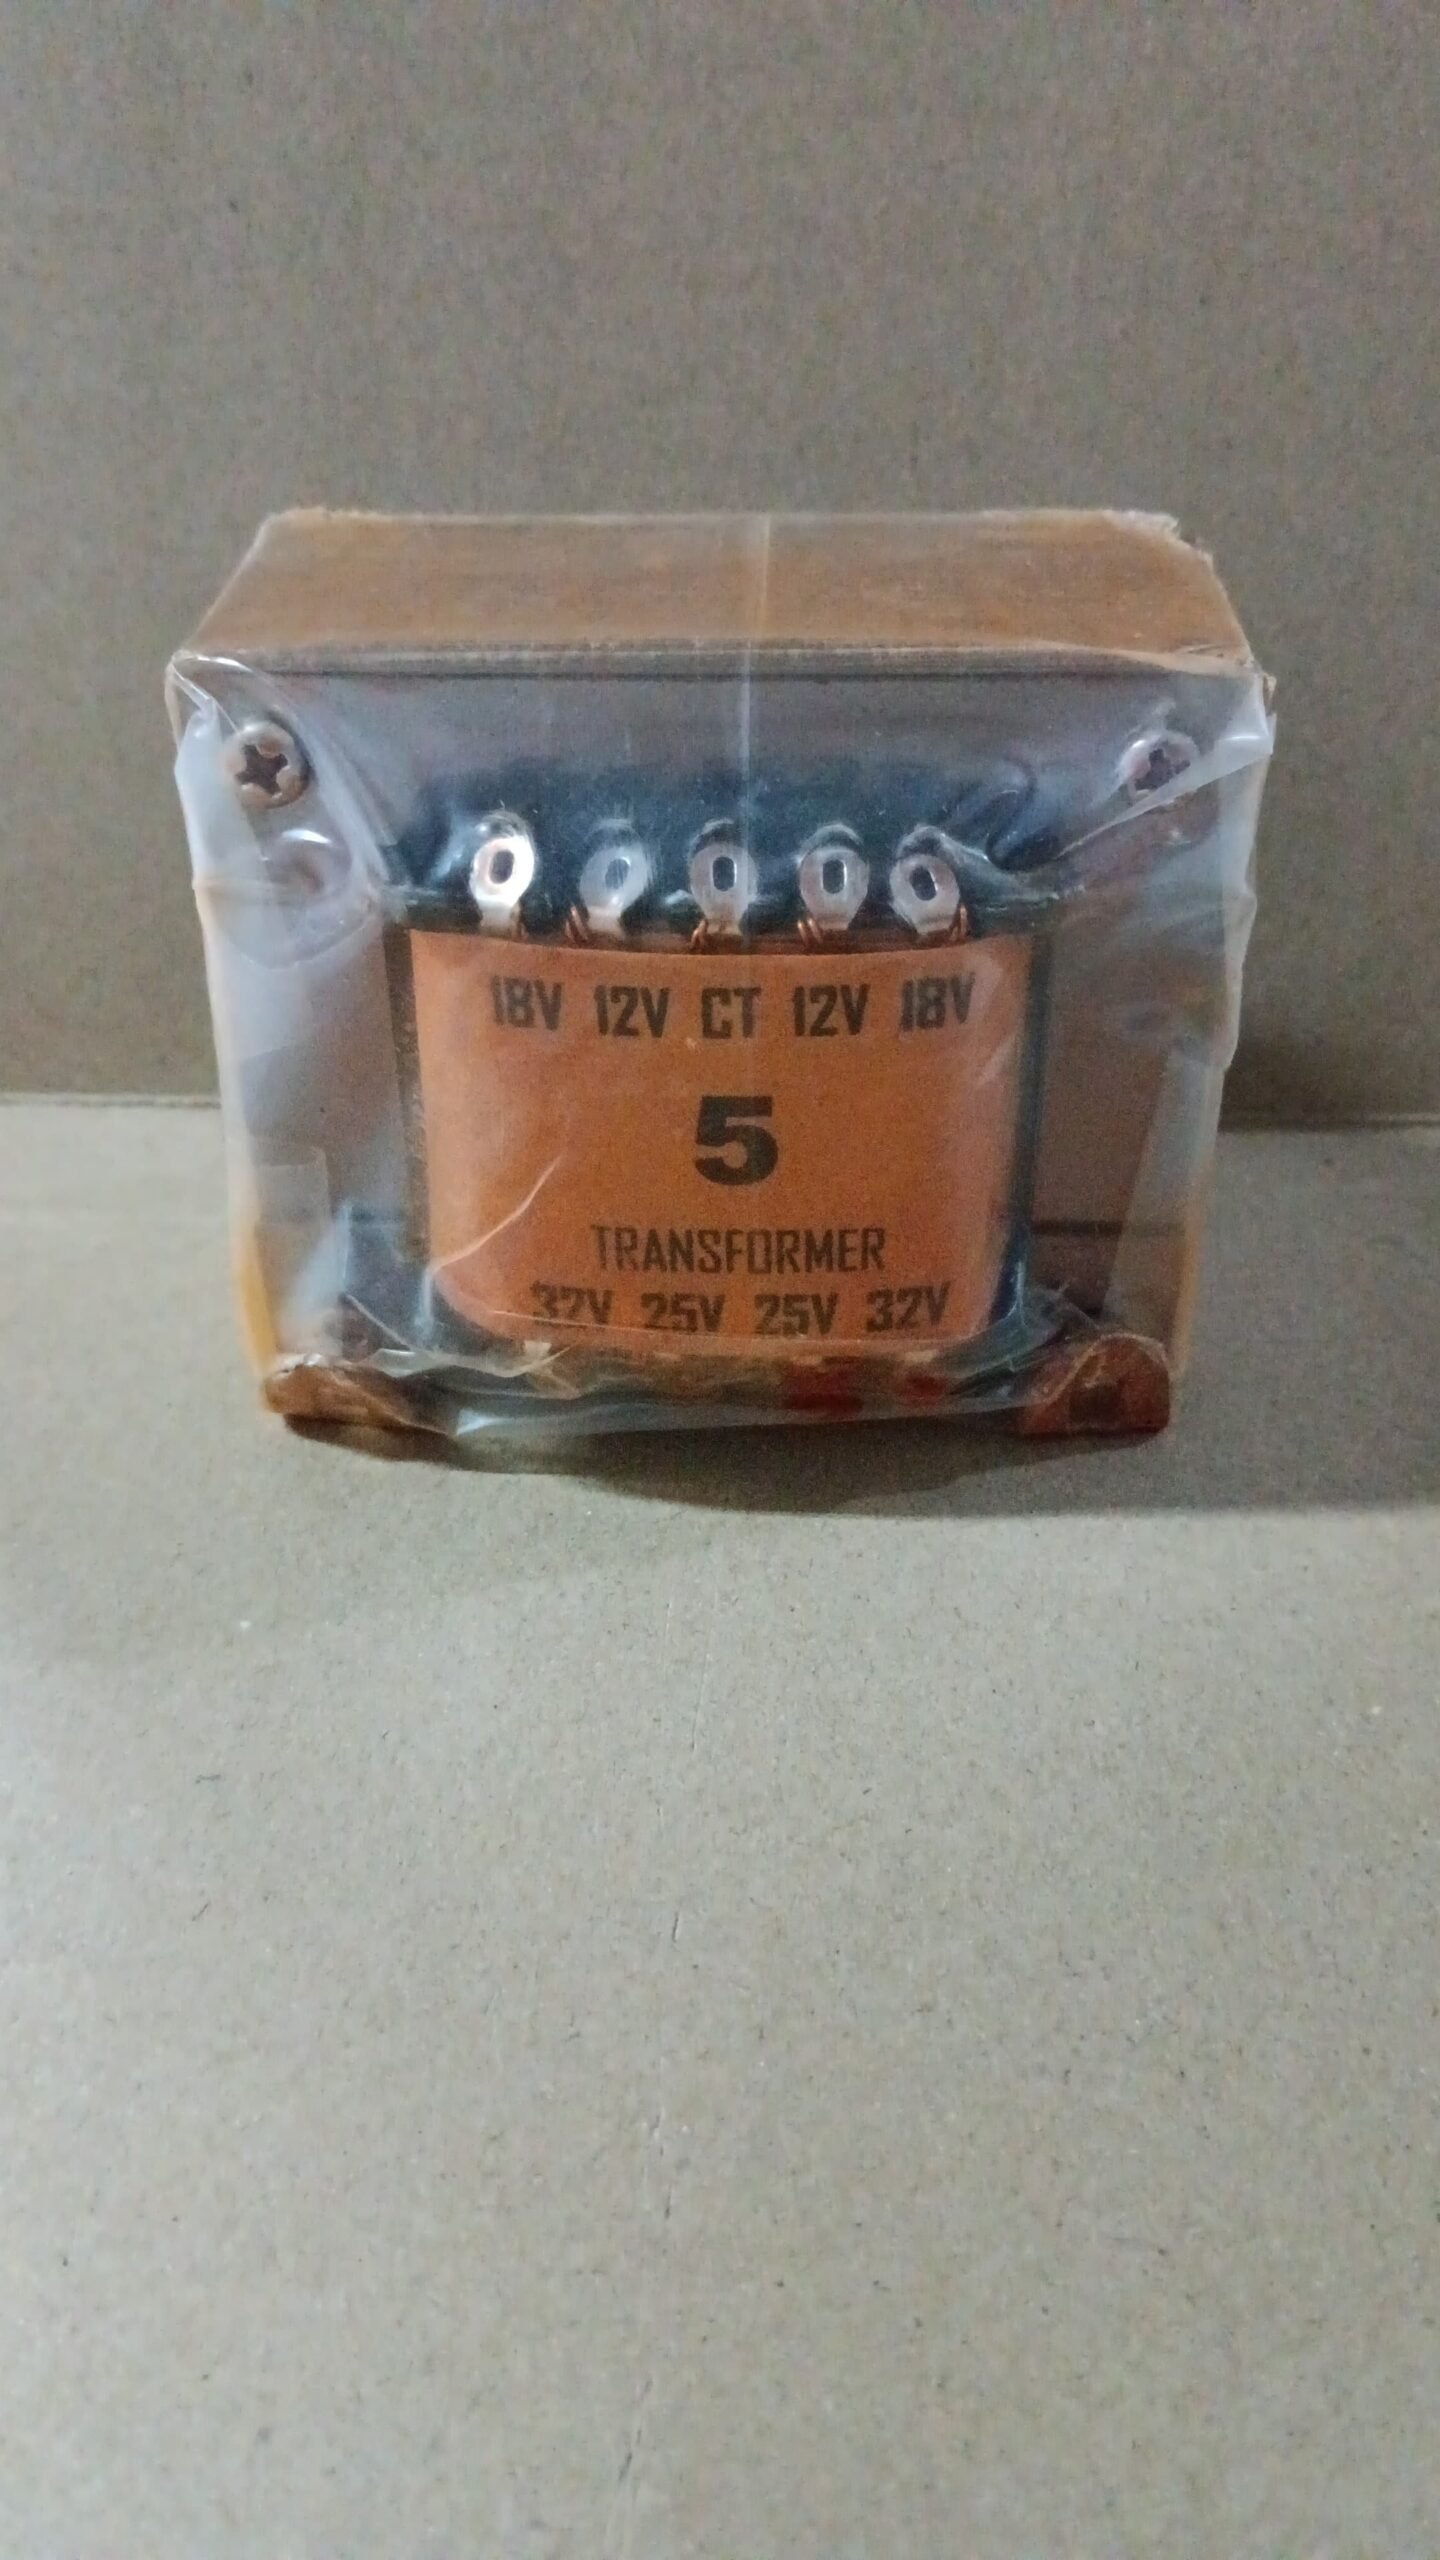 18V 12V CT 12V 18V
5
TRANSFORMER
32V 25V 25V 32V